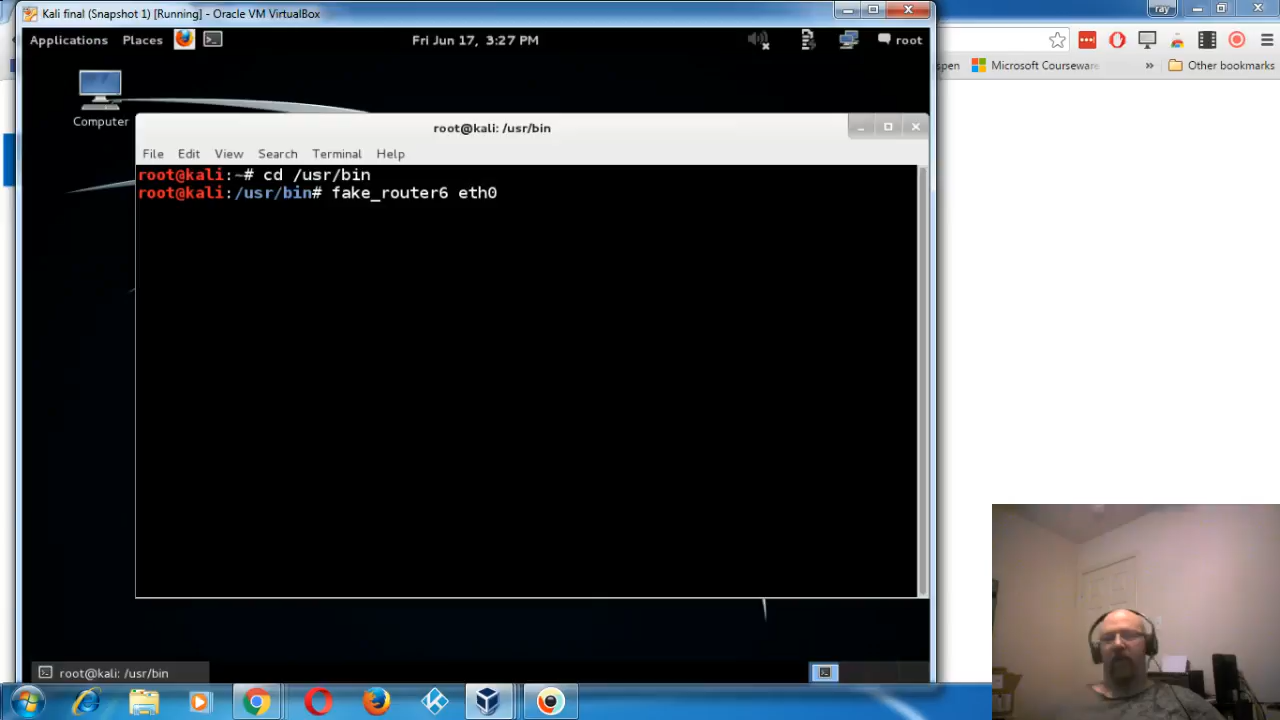 Kali final (Snapshot 1) [Running] - Oracle VM VirtualBox
ray
Applications Places
Fri Jun 17, 3:27 PM
root
spen
Microsoft Courseware
»
Other bookmarks
Computer
root@kali: /usr/bin
File Edit View Search Terminal Help
root@kali:~# cd /usr/bin
root@kali:/usr/bin# fake_router6 eth0
root@kali: /usr/bin